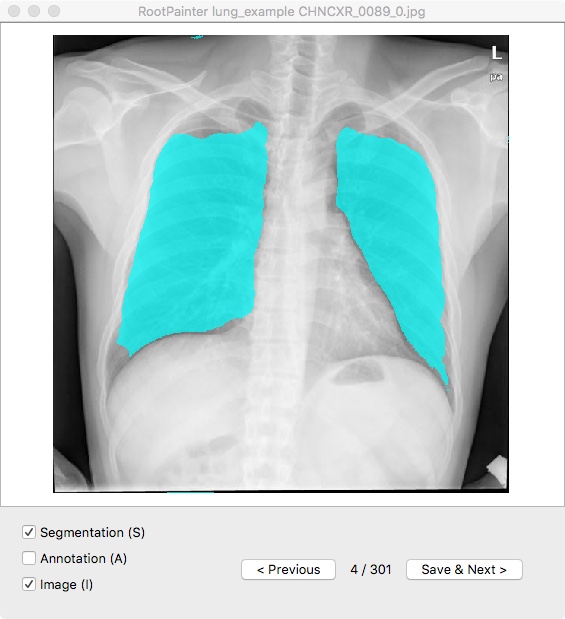 RootPainter lung_example CHNCXR_0089_0.jpg
L
Segmentation (S)
Annotation (A)
Image (I)
< Previous
4 / 301
Save & Next >